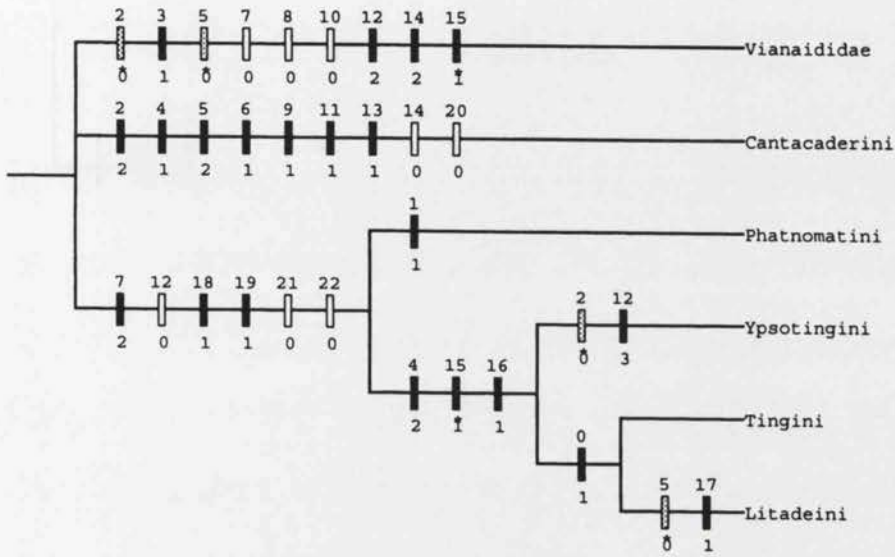 2 3 5 7 8 10 12 14 15
Vianaididae
*0 1 *0 0 0 0 2 2 *1
2 4 5 6 9 11 13 14 20
Cantacaderini
2 1 2 1 1 1 1 0 0
1
Phatnomatini
1
7 12 18 19 21 22
2 0 1 1 0 0
2 12
Ypsotingini
*0 3
4 15 16
2 *1 1
Tingini
0
1
5 17
Litadeini
*0 1